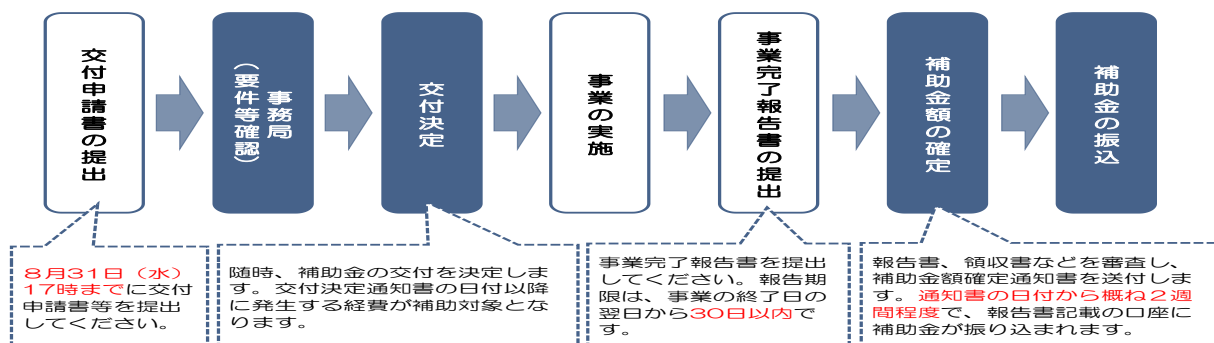 交付申請書の提出
事務局
（要件等確認）
交付決定
事業の実施
事業完了報告書の提出
補助金額の確定
補助金の振込
８月31日（水）
17時までに交付
申請書等を提出
してください。
随時、補助金の交付を決定しま
す。交付決定通知書の日付以降
に発生する経費が補助対象とな
ります。
事業完了報告書を提出
してください。報告期
限は、事業の終了日の
翌日から30日以内で
す。
報告書、領収書などを審査し、
補助金額確定通知書を送付しま
す。通知書の日付から概ね２週
間程度で、報告書記載の口座に
補助金が振り込まれます。